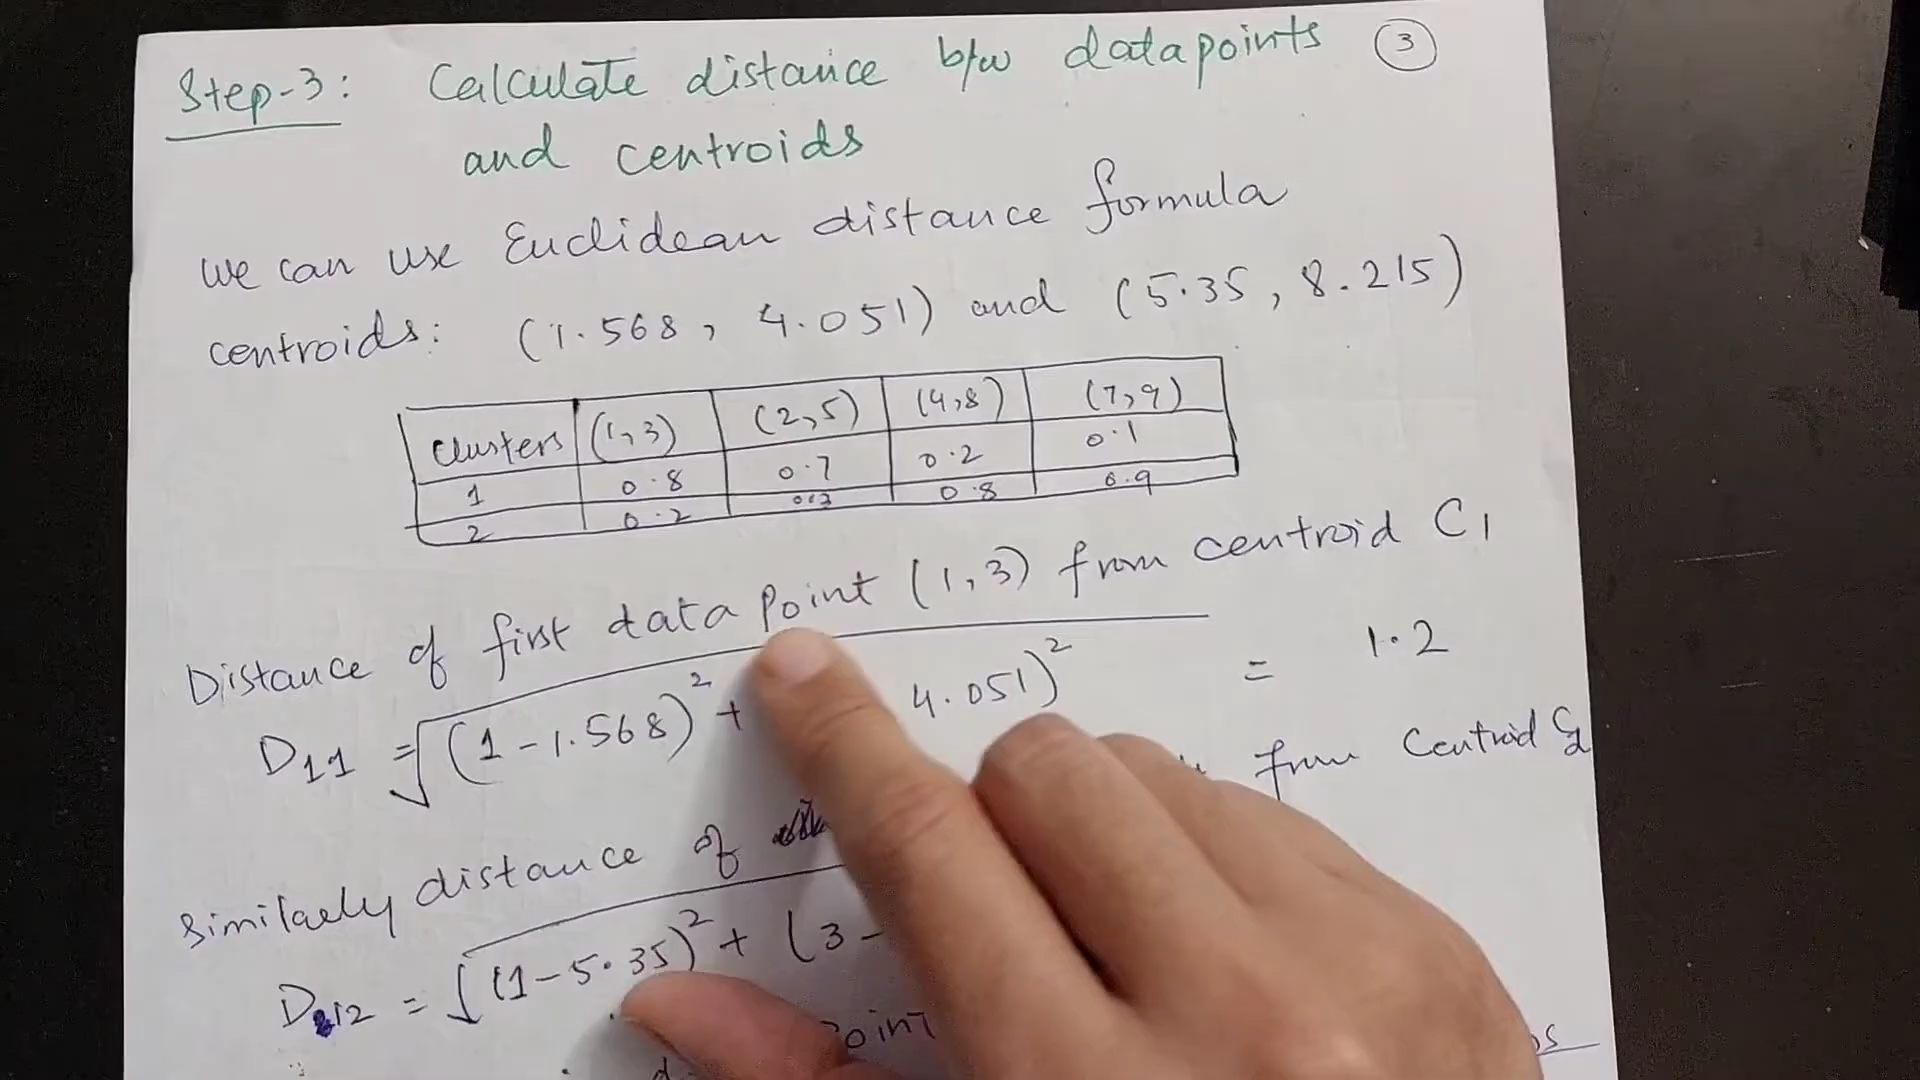 Step-3: Calculate distance b/w datapoints ③
and centroids
We can use Euclidean distance formula
centroids: (1.568, 4.051) and (5.35, 8.215)
Clusters (1,3) (2,5) (4,8) (7,9)
1 0.8 0.7 0.2 0.1
2 0.2 0.3 0.8 0.9
Distance of first data point (1,3) from centroid C1
D11 = √(1-1.568)² + 4.051)² = 1.2
Similarly distance of from Centroid C2
D12 = √(1-5.35)² + (3-
point